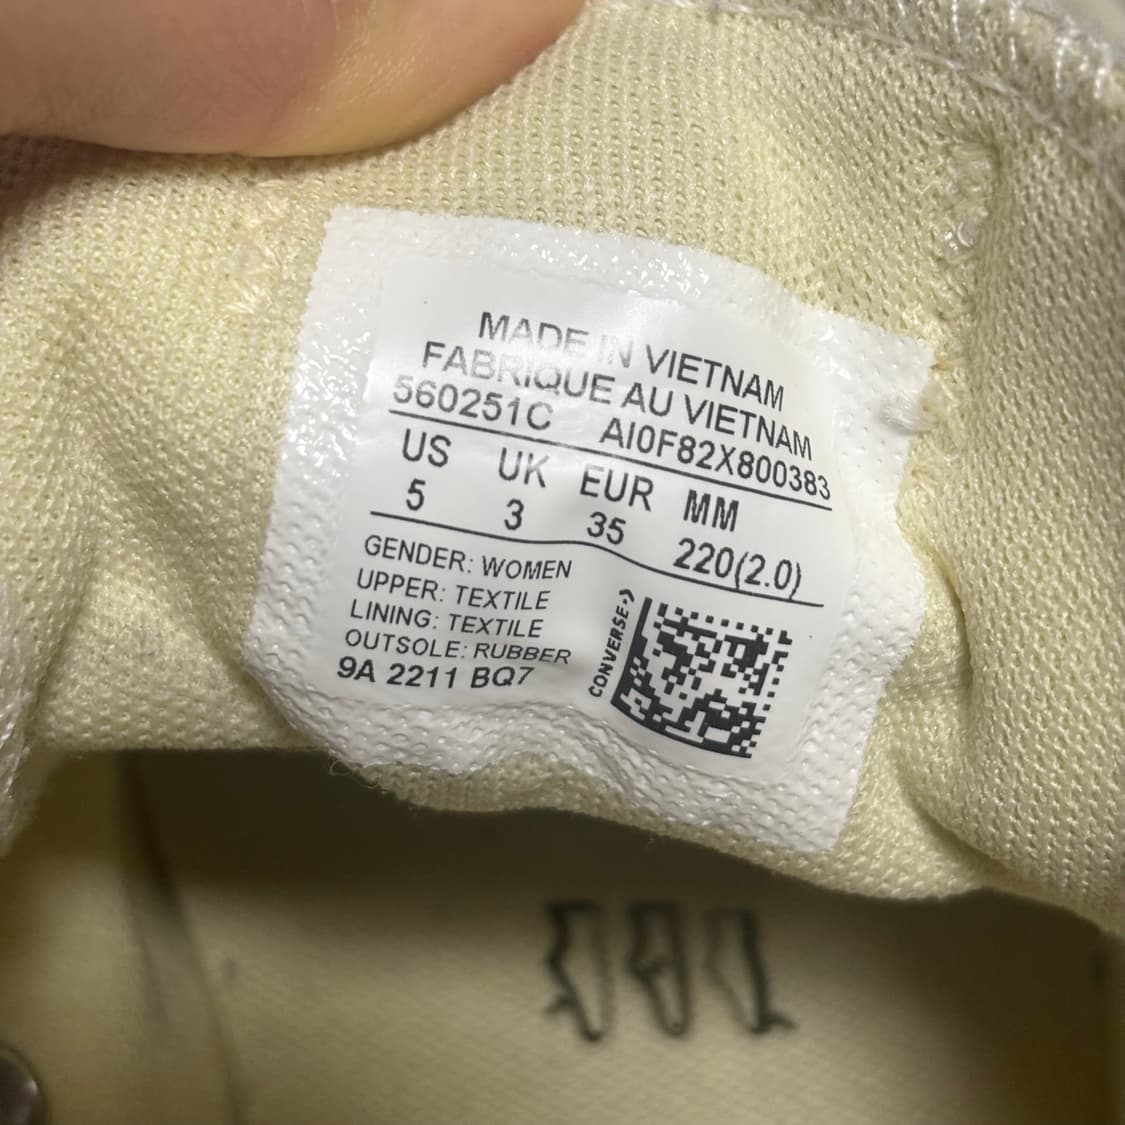 MADE IN VIETNAM
FABRIQUE AU VIETNAM
560251C AI0F82X800383
US UK EUR MM
5 3 35 220(2.0)
GENDER: WOMEN
UPPER: TEXTILE
LINING: TEXTILE
OUTSOLE: RUBBER
9A 2211 BQ7
CONVERSE